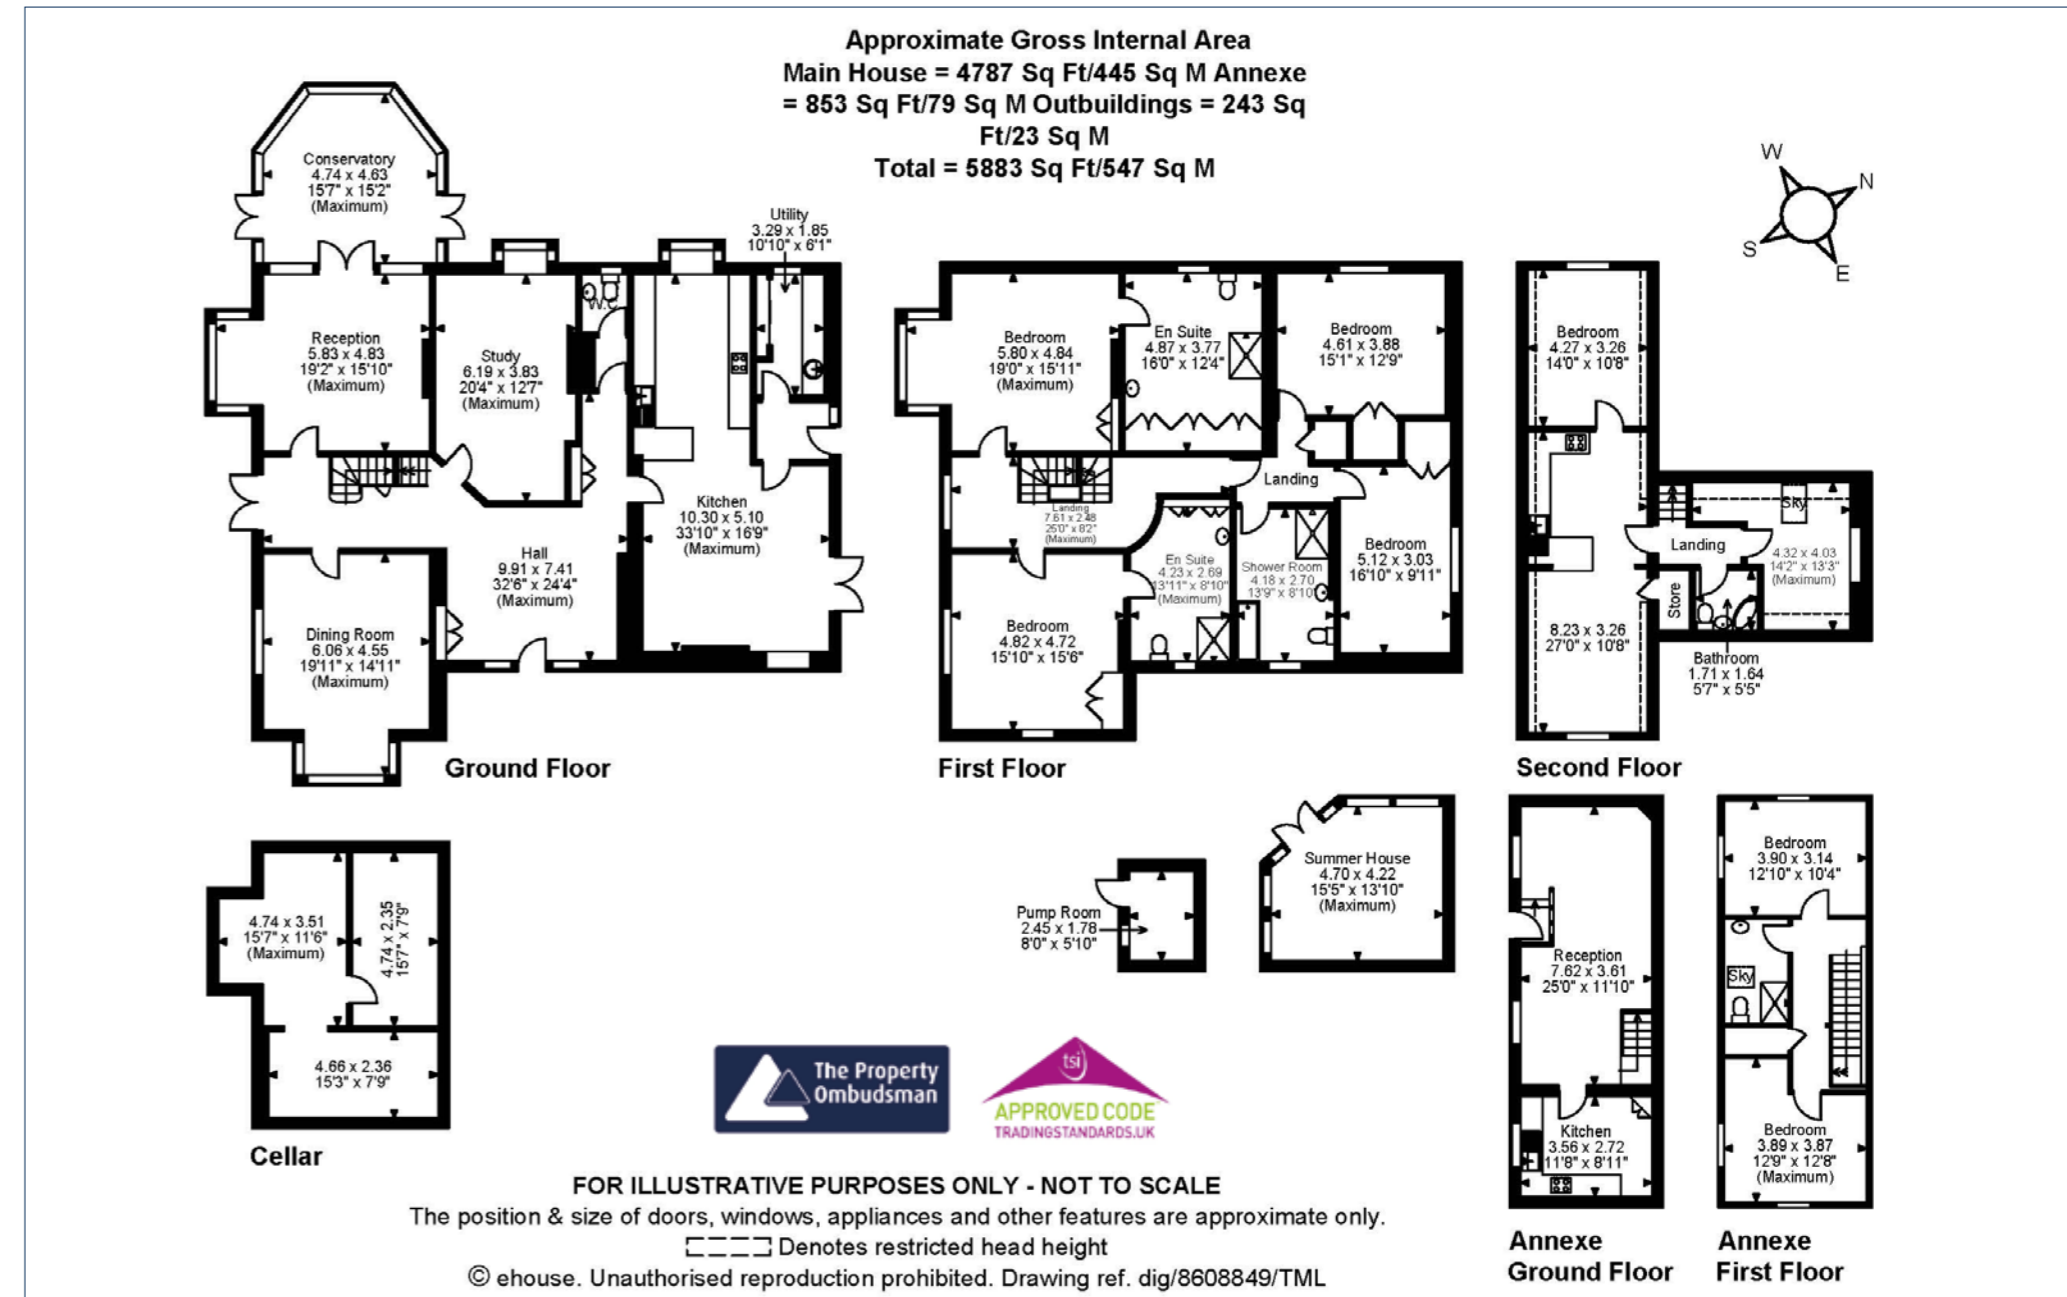 Approximate Gross Internal Area
Main House = 4787 Sq Ft/445 Sq M Annexe
= 853 Sq Ft/79 Sq M Outbuildings = 243 Sq
Ft/23 Sq M
Total = 5883 Sq Ft/547 Sq M
W
N
S
E
Conservatory
4.74 x 4.63
15'7" x 15'2"
(Maximum)
Utility
3.29 x 1.85
10'10" x 6'1"
W.C
Reception
5.83 x 4.83
19'2" x 15'10"
(Maximum)
Study
6.19 x 3.83
20'4" x 12'7"
(Maximum)
Kitchen
10.30 x 5.10
33'10" x 16'9"
(Maximum)
Hall
9.91 x 7.41
32'6" x 24'4"
(Maximum)
Dining Room
6.06 x 4.55
19'11" x 14'11"
(Maximum)
Ground Floor
Bedroom
5.80 x 4.84
19'0" x 15'11"
(Maximum)
En Suite
4.87 x 3.77
16'0" x 12'4"
Bedroom
4.61 x 3.88
15'1" x 12'9"
Landing
Landing
7.61 x 2.48
25'0" x 8'2"
(Maximum)
En Suite
4.23 x 2.69
13'11" x 8'10"
(Maximum)
Shower Room
4.18 x 2.70
13'9" x 8'10"
Bedroom
5.12 x 3.03
16'10" x 9'11"
Bedroom
4.82 x 4.72
15'10" x 15'6"
First Floor
Bedroom
4.27 x 3.26
14'0" x 10'8"
Sky
Landing
4.32 x 4.03
14'2" x 13'3"
(Maximum)
Store
8.23 x 3.26
27'0" x 10'8"
Bathroom
1.71 x 1.64
5'7" x 5'5"
Second Floor
4.74 x 3.51
15'7" x 11'6"
(Maximum)
4.74 x 2.35
15'7" x 7'9"
4.66 x 2.36
15'3" x 7'9"
Cellar
Pump Room
2.45 x 1.78
8'0" x 5'10"
Summer House
4.70 x 4.22
15'5" x 13'10"
(Maximum)
Reception
7.62 x 3.61
25'0" x 11'10"
Kitchen
3.56 x 2.72
11'8" x 8'11"
Annexe
Ground Floor
Bedroom
3.90 x 3.14
12'10" x 10'4"
Sky
Bedroom
3.89 x 3.87
12'9" x 12'8"
(Maximum)
Annexe
First Floor
The Property
Ombudsman
tsi
APPROVED CODE
TRADINGSTANDARDS.UK
FOR ILLUSTRATIVE PURPOSES ONLY - NOT TO SCALE
The position & size of doors, windows, appliances and other features are approximate only.
Denotes restricted head height
© ehouse. Unauthorised reproduction prohibited. Drawing ref. dig/8608849/TML